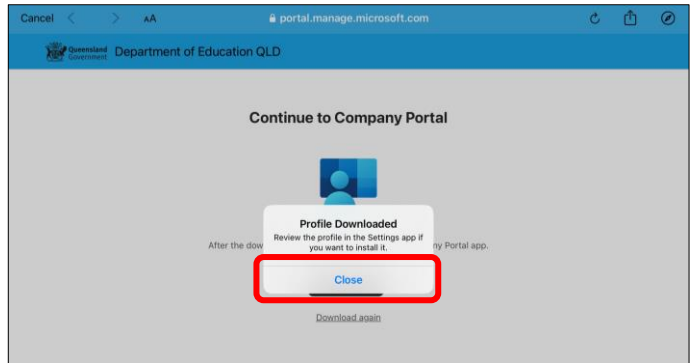 Cancel AA portal.manage.microsoft.com
Queensland Government Department of Education QLD
Continue to Company Portal
Profile Downloaded
Review the profile in the Settings app if
you want to install it.
After the dow ny Portal app.
Close
Download again